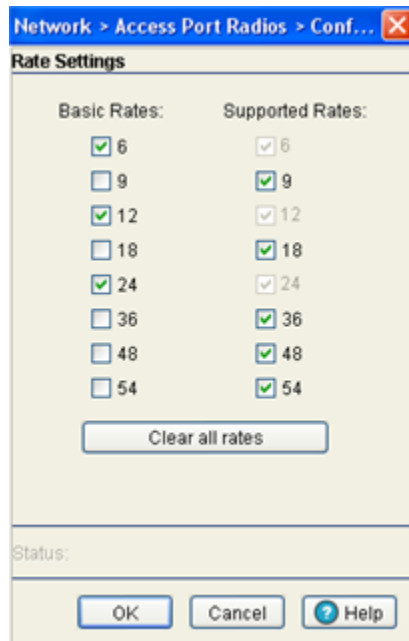 Network > Access Port Radios > Conf...
Rate Settings
Basic Rates: Supported Rates:
6 6
9 9
12 12
18 18
24 24
36 36
48 48
54 54
Clear all rates
Status:
OK Cancel ? Help